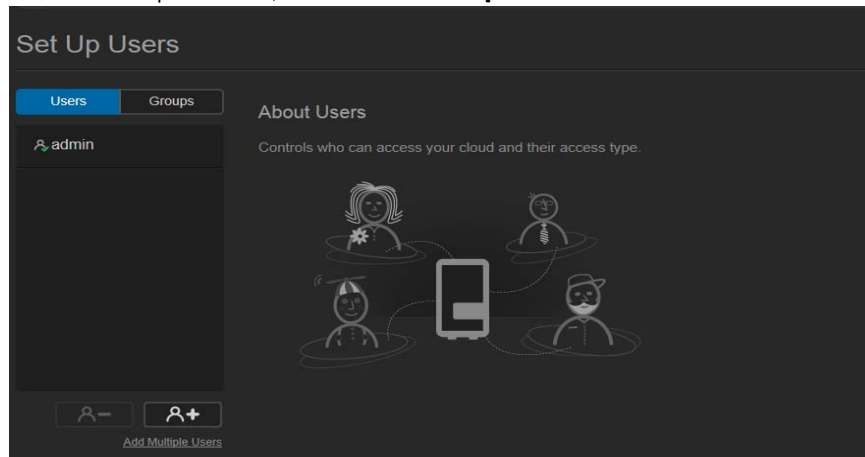 Set Up Users
Users Groups
About Users
admin
Controls who can access your cloud and their access type.
Add Multiple Users